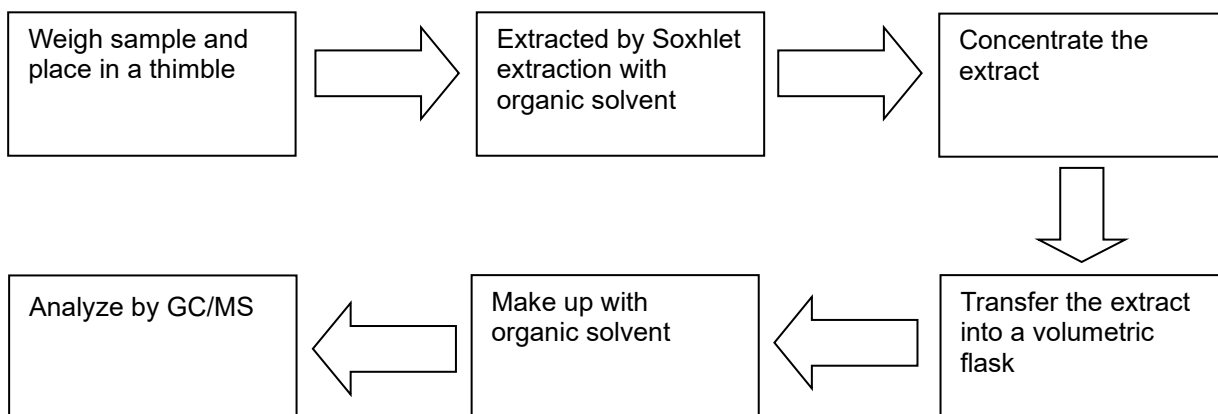 Weigh sample and
place in a thimble
Extracted by Soxhlet
extraction with
organic solvent
Concentrate the
extract
Transfer the extract
into a volumetric
flask
Make up with
organic solvent
Analyze by GC/MS